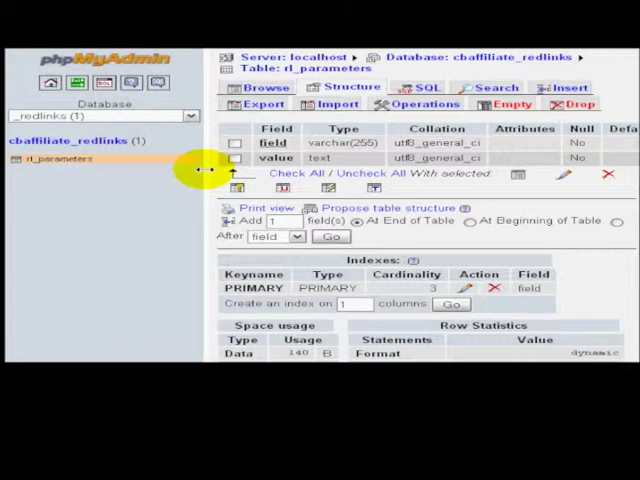 phpMyAdmin
Database
_redlinks (1)
cbaffiliate_redlinks (1)
rl_parameters
Server: localhost Database: cbaffiliate_redlinks
Table: rl_parameters
Browse Structure SQL Search Insert
Export Import Operations Empty Drop
Field Type Collation Attributes Null Defa
field varchar(255) utf8_general_ci No
value text utf8_general_ci No
Check All / Uncheck All With selected:
Print view Propose table structure
Add 1 field(s) At End of Table At Beginning of Table
After field Go
Indexes:
Keyname Type Cardinality Action Field
PRIMARY PRIMARY 3 field
Create an index on 1 columns Go
Space usage
Type Usage
Data 140 B
Row Statistics
Statements Value
Format dynamic